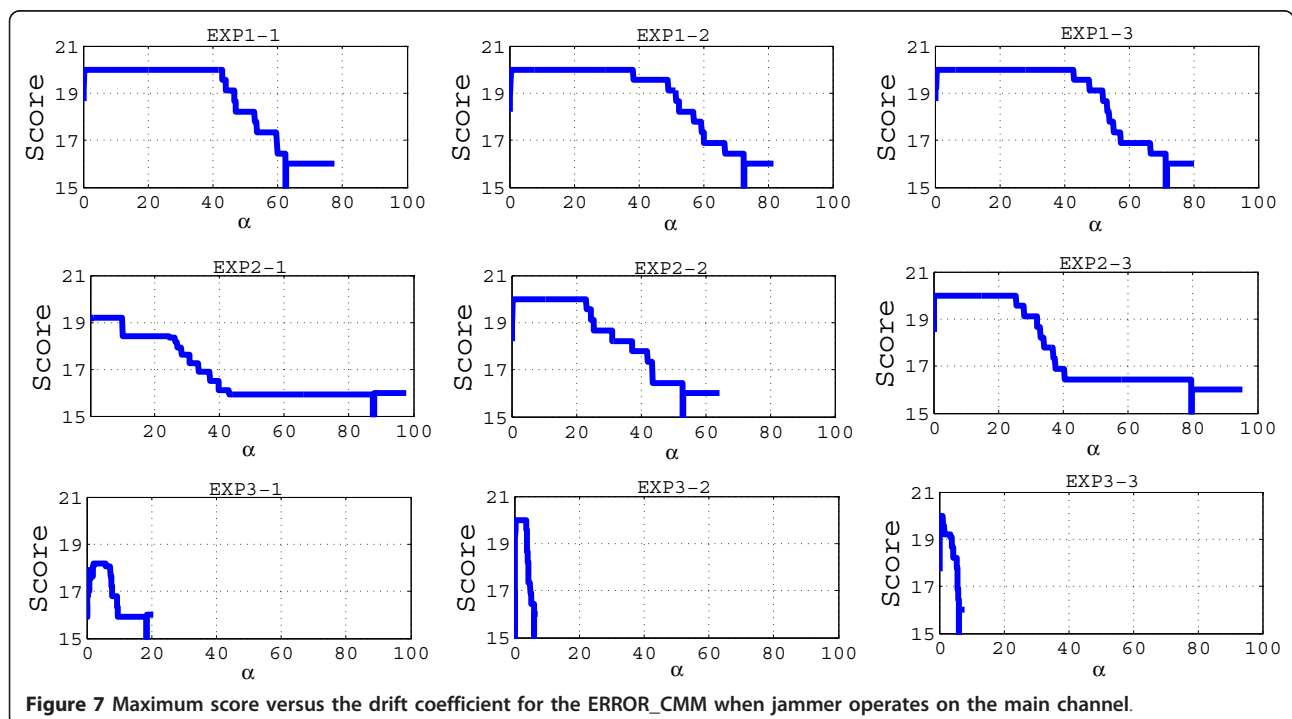 EXP1-1
EXP1-2
EXP1-3
21
19
17
15
Score
0 20 40 60 80 100
α
21
19
17
15
Score
0 20 40 60 80 100
α
21
19
17
15
Score
0 20 40 60 80 100
α
EXP2-1
EXP2-2
EXP2-3
21
19
17
15
Score
20 40 60 80 100
α
21
19
17
15
Score
0 20 40 60 80 100
α
21
19
17
15
Score
0 20 40 60 80 100
α
EXP3-1
EXP3-2
EXP3-3
21
19
17
15
Score
0 20 40 60 80 100
α
21
19
17
15
Score
0 20 40 60 80 100
α
21
19
17
15
Score
0 20 40 60 80 100
α
Figure 7 Maximum score versus the drift coefficient for the ERROR_CMM when jammer operates on the main channel.